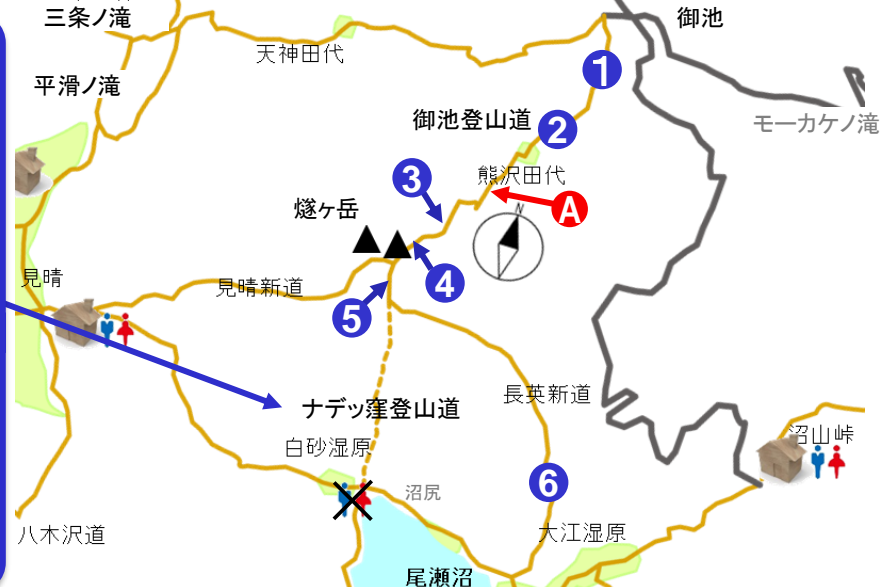 三条ノ滝
御池
天神田代
1
平滑ノ滝
御池登山道
2
モーカケノ滝
3
熊沢田代
A
燧ヶ岳
N
見晴
見晴新道
4
5
長英新道
ナデッ窪登山道
沼山峠
白砂湿原
6
沼尻
八木沢道
大江湿原
尾瀬沼